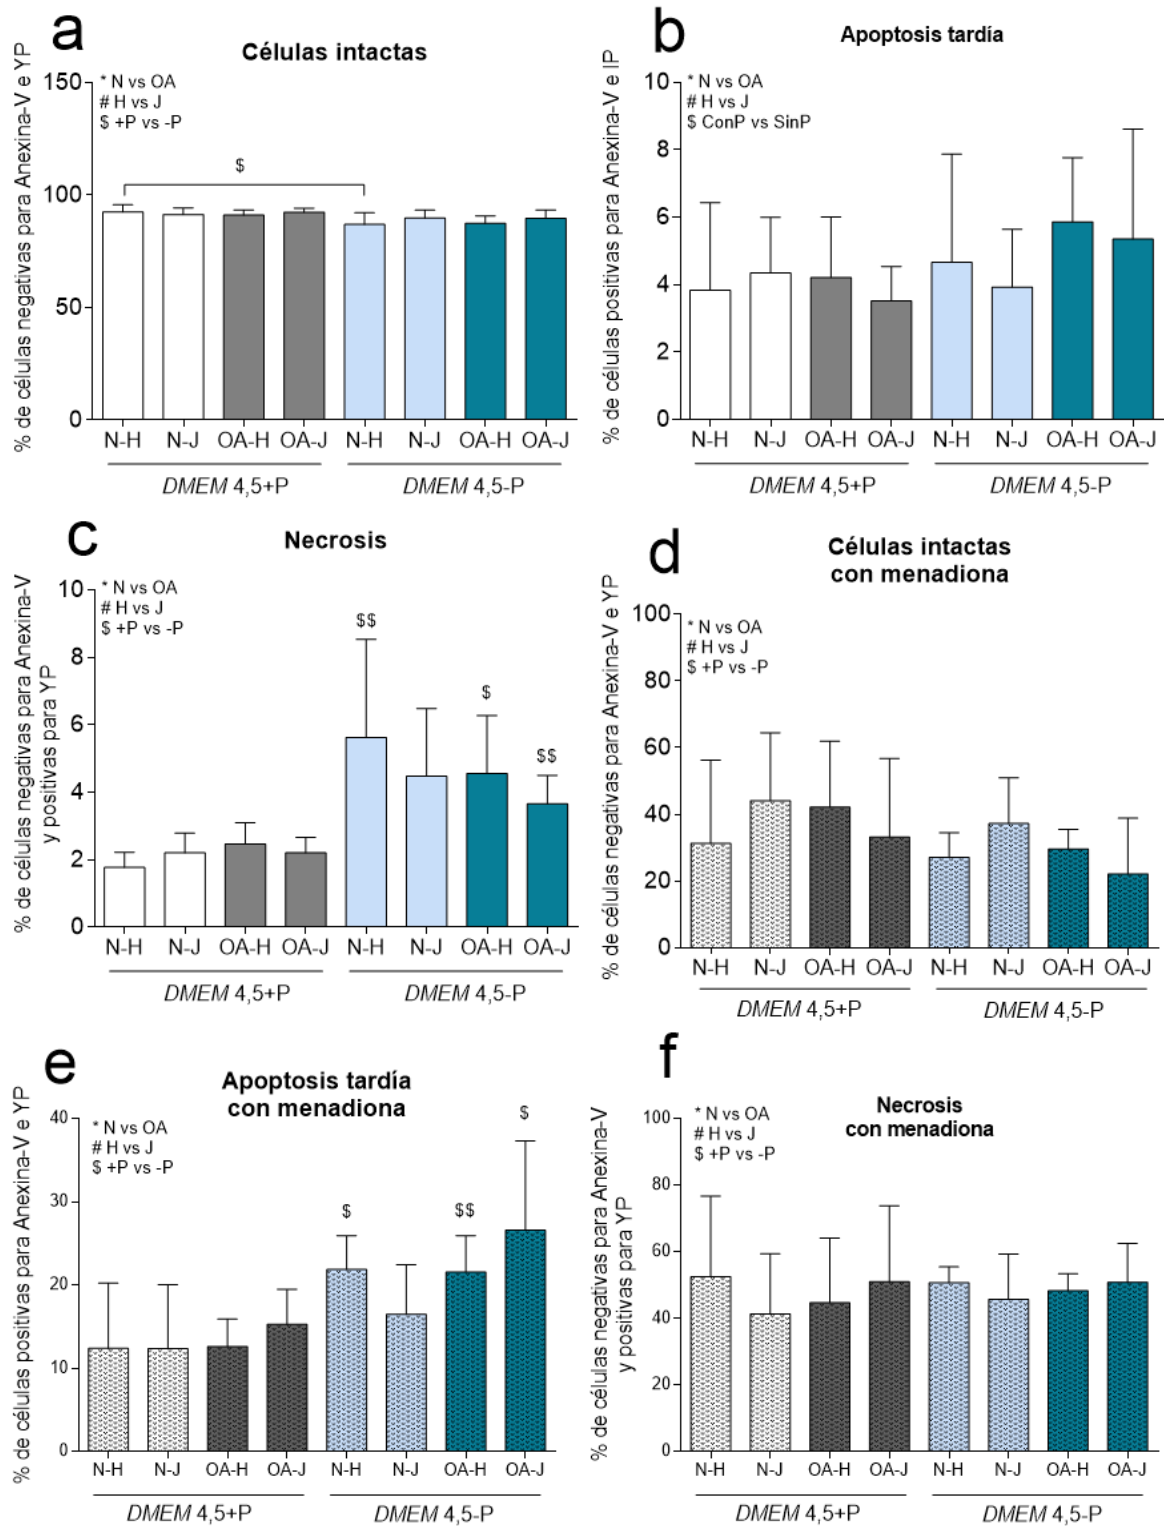 a
Células intactas
% de células negativas para Anexina-V e YP
150
100
50
0
* N vs OA
# H vs J
$ +P vs -P
$
N-H N-J OA-H OA-J N-H N-J OA-H OA-J
DMEM 4,5+P DMEM 4,5-P
b
Apoptosis tardía
% de células positivas para Anexina-V e IP
10
8
6
4
2
0
* N vs OA
# H vs J
$ ConP vs SinP
N-H N-J OA-H OA-J N-H N-J OA-H OA-J
DMEM 4,5+P DMEM 4,5-P
c
Necrosis
% de células negativas para Anexina-V
y positivas para YP
10
8
6
4
2
0
* N vs OA
# H vs J
$ +P vs -P
$$
$
$$
N-H N-J OA-H OA-J N-H N-J OA-H OA-J
DMEM 4,5+P DMEM 4,5-P
d
Células intactas
con menadiona
% de células negativas para Anexina-V e YP
100
80
60
40
20
0
* N vs OA
# H vs J
$ +P vs -P
N-H N-J OA-H OA-J N-H N-J OA-H OA-J
DMEM 4,5+P DMEM 4,5-P
e
Apoptosis tardía
con menadiona
% de células positivas para Anexina-V e YP
40
30
20
10
0
* N vs OA
# H vs J
$ +P vs -P
$
$$
$
N-H N-J OA-H OA-J N-H N-J OA-H OA-J
DMEM 4,5+P DMEM 4,5-P
f
Necrosis
con menadiona
% de células negativas para Anexina-V
y positivas para YP
100
80
60
40
20
0
* N vs OA
# H vs J
$ +P vs -P
N-H N-J OA-H OA-J N-H N-J OA-H OA-J
DMEM 4,5+P DMEM 4,5-P